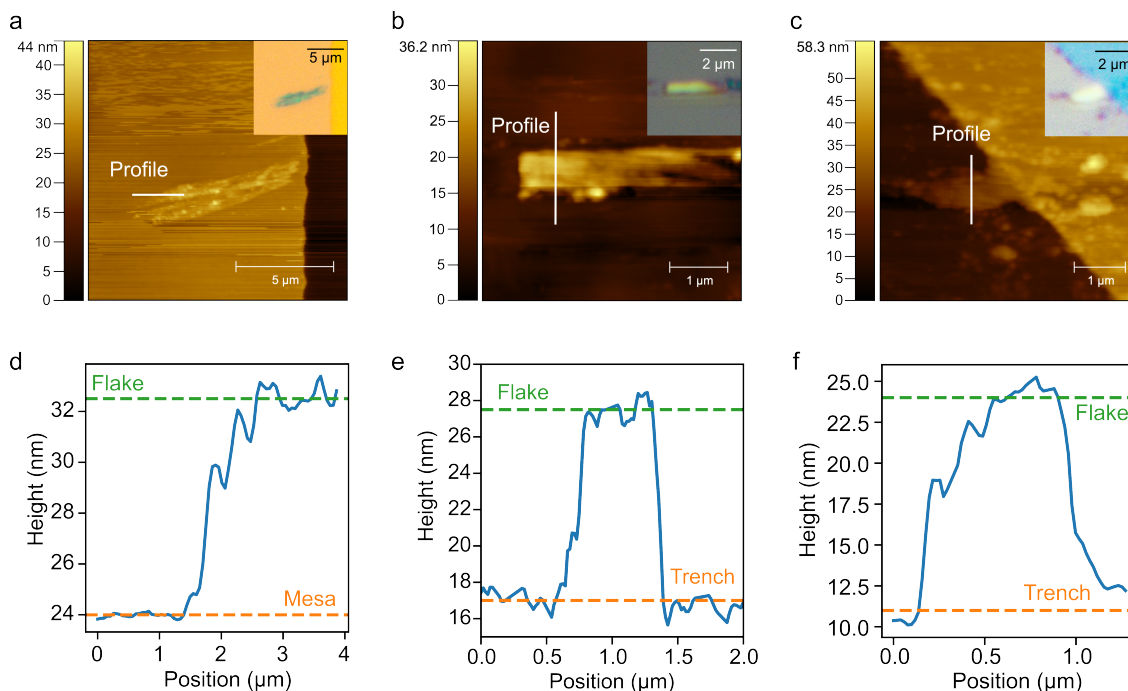 a
44 nm
40
35
30
25
20
15
10
5
0
5 µm
Profile
5 µm
b
36.2 nm
30
25
20
15
10
5
0
2 µm
Profile
1 µm
c
58.3 nm
50
45
40
35
30
25
20
15
10
5
0
2 µm
Profile
1 µm
d
Height (nm)
32
30
28
26
24
Flake
Mesa
0
1
2
3
4
Position (µm)
e
Height (nm)
30
28
26
24
22
20
18
16
Flake
Trench
0.0
0.5
1.0
1.5
2.0
Position (µm)
f
Height (nm)
25.0
22.5
20.0
17.5
15.0
12.5
10.0
Flake
Trench
0.0
0.5
1.0
Position (µm)